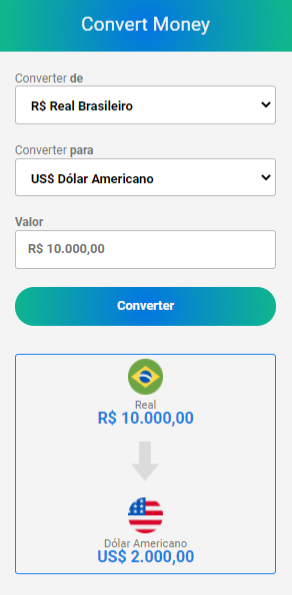 Convert Money
Converter de
R$ Real Brasileiro
Converter para
US$ Dólar Americano
Valor
R$ 10.000,00
Converter
Real
R$ 10.000,00
Dólar Americano
US$ 2.000,00